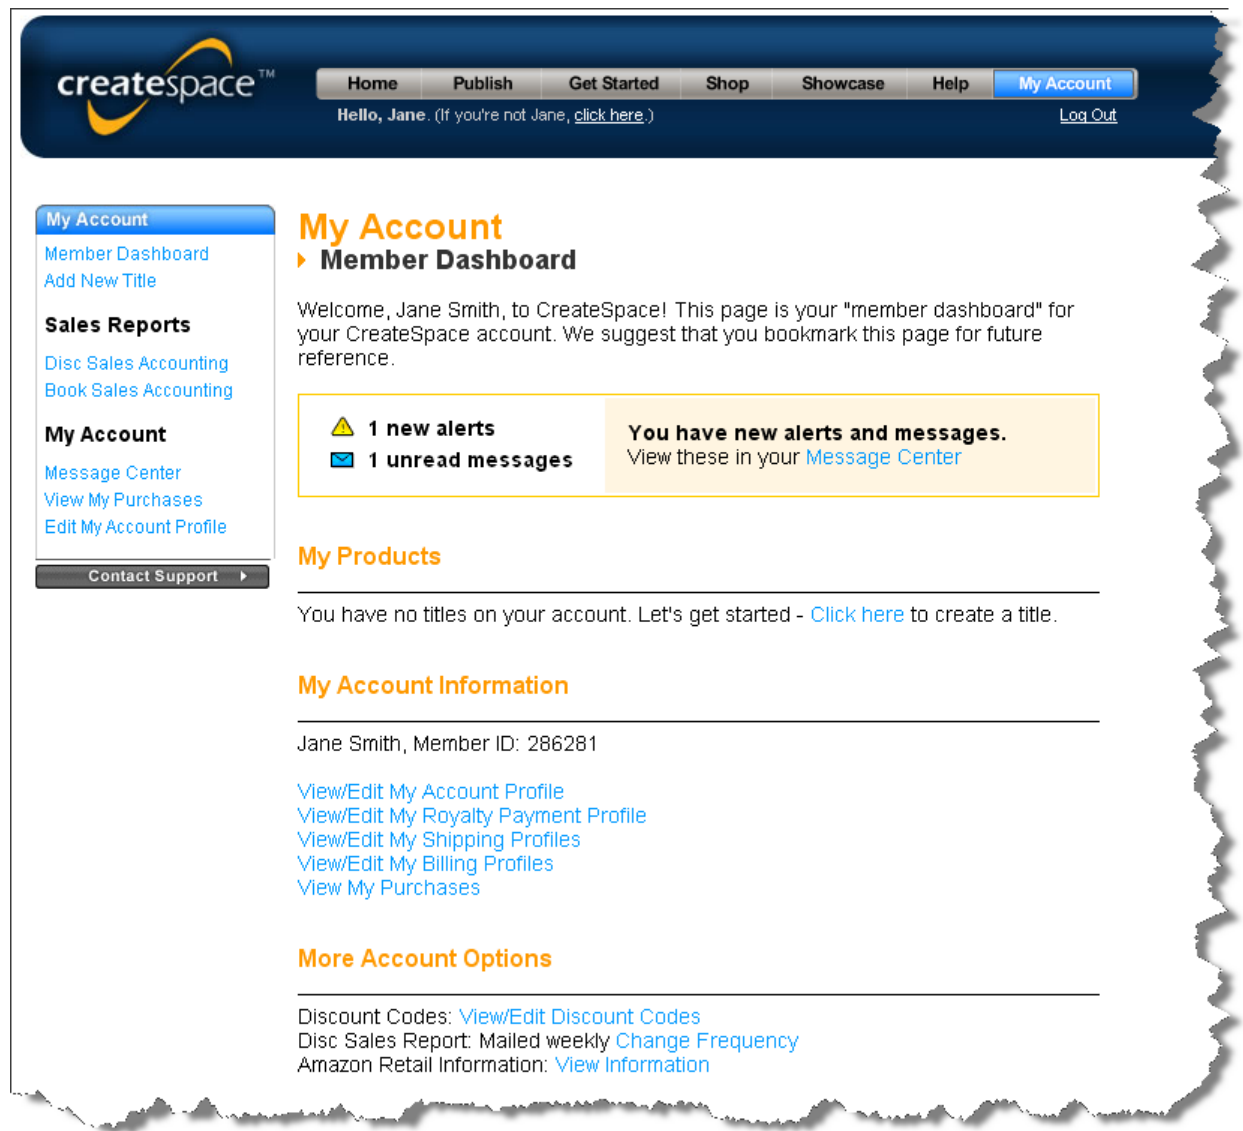 createspace™
Home Publish Get Started Shop Showcase Help My Account
Hello, Jane. (If you're not Jane, click here.) Log Out
My Account
Member Dashboard
Add New Title
Sales Reports
Disc Sales Accounting
Book Sales Accounting
My Account
Message Center
View My Purchases
Edit My Account Profile
Contact Support
My Account
Member Dashboard
Welcome, Jane Smith, to CreateSpace! This page is your "member dashboard" for
your CreateSpace account. We suggest that you bookmark this page for future
reference.
1 new alerts
1 unread messages
You have new alerts and messages.
View these in your Message Center
My Products
You have no titles on your account. Let's get started - Click here to create a title.
My Account Information
Jane Smith, Member ID: 286281
View/Edit My Account Profile
View/Edit My Royalty Payment Profile
View/Edit My Shipping Profiles
View/Edit My Billing Profiles
View My Purchases
More Account Options
Discount Codes: View/Edit Discount Codes
Disc Sales Report: Mailed weekly Change Frequency
Amazon Retail Information: View Information